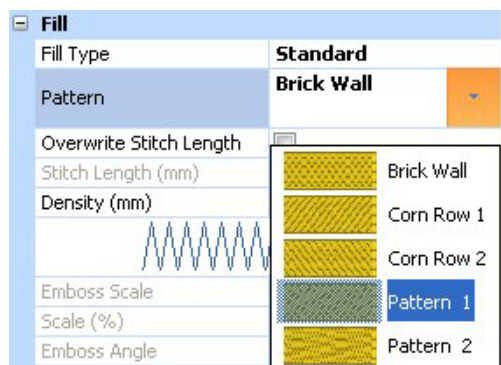 Fill
Fill Type Standard
Pattern Brick Wall
Overwrite Stitch Length
Stitch Length (mm) Brick Wall
Density (mm) Corn Row 1
Corn Row 2
Emboss Scale Pattern 1
Scale (%)
Emboss Angle Pattern 2